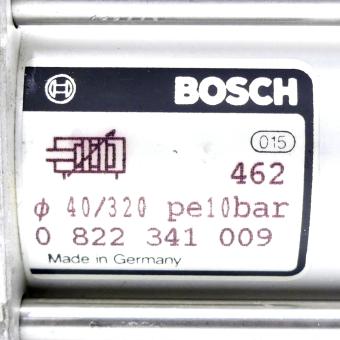 BOSCH
015
462
φ 40/320 pe10bar
0 822 341 009
Made in Germany